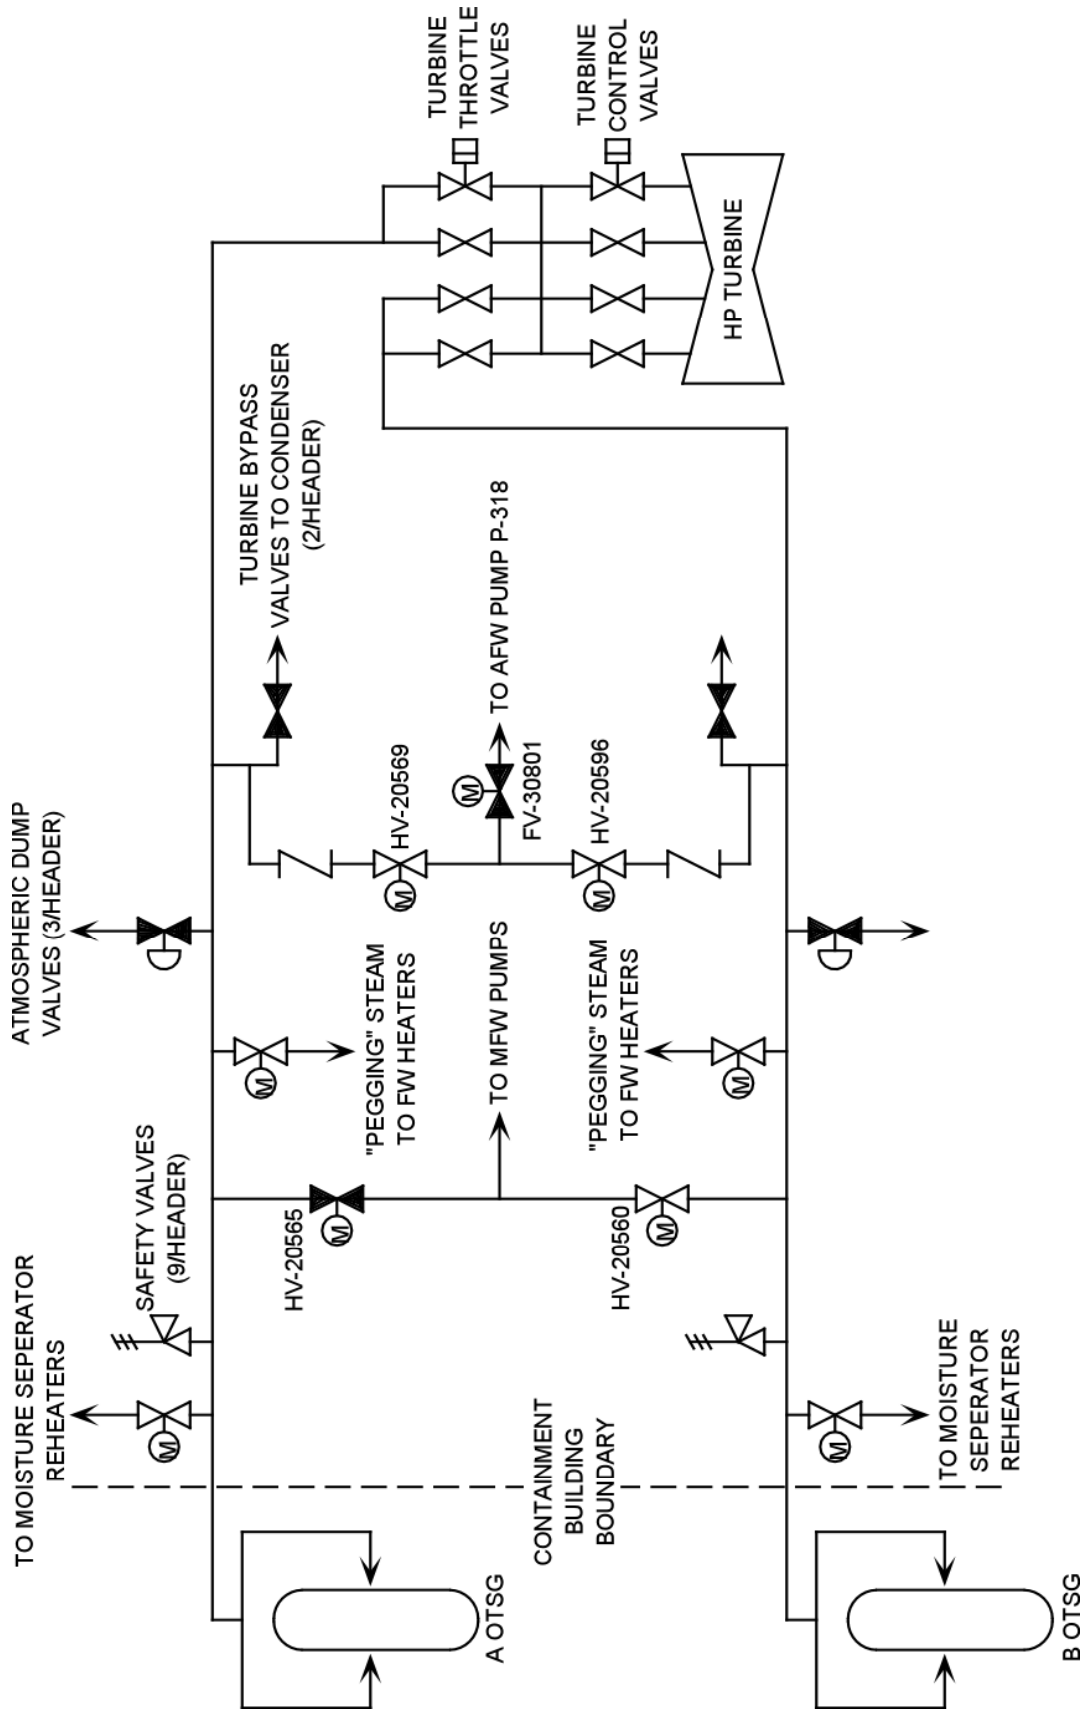 TO MOISTURE SEPERATOR
REHEATERS
SAFETY VALVES
(9/HEADER)
ATMOSPHERIC DUMP
VALVES (3/HEADER)
TURBINE BYPASS
VALVES TO CONDENSER
(2/HEADER)
TURBINE
THROTTLE
VALVES
TURBINE
CONTROL
VALVES
M
M
HV-20565
M
"PEGGING" STEAM
TO FW HEATERS
HV-20569
M
TO MFW PUMPS
M
TO AFW PUMP P-318
FV-30801
HP TURBINE
A OTSG
CONTAINMENT
BUILDING
BOUNDARY
HV-20560
M
"PEGGING" STEAM
TO FW HEATERS
HV-20596
M
M
M
TO MOISTURE
SEPERATOR
REHEATERS
B OTSG